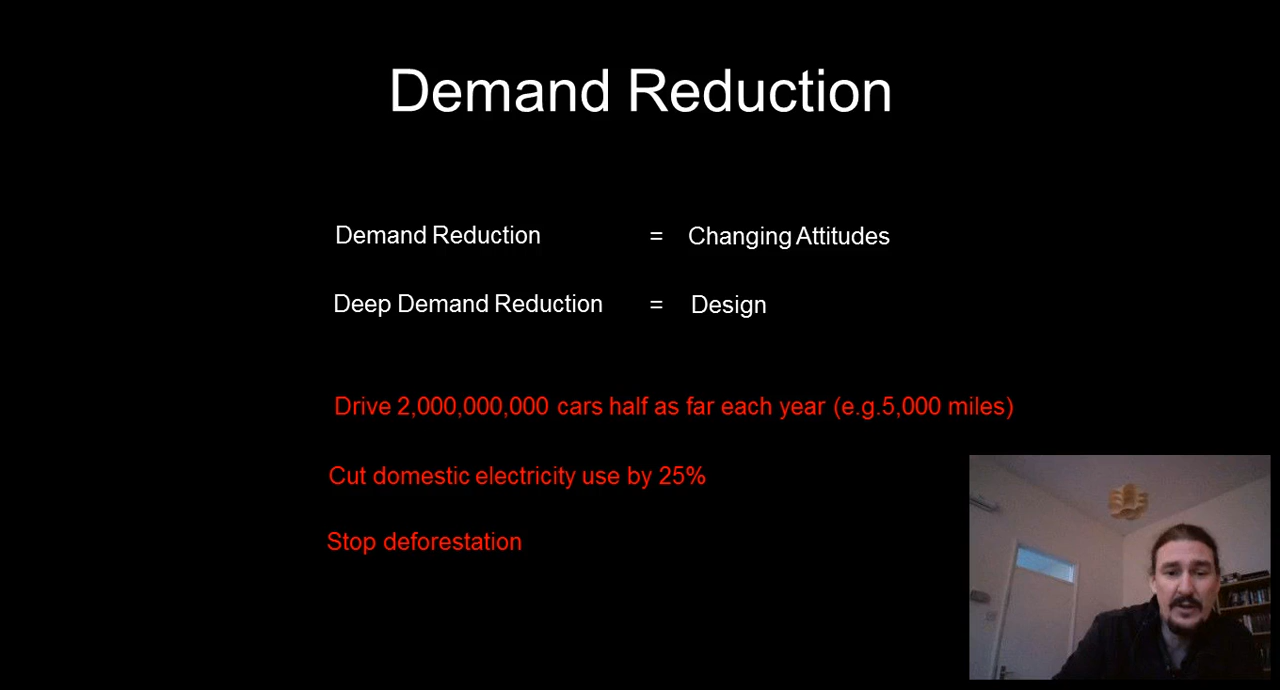 Demand Reduction
Demand Reduction = Changing Attitudes
Deep Demand Reduction = Design
Drive 2,000,000,000 cars half as far each year (e.g.5,000 miles)
Cut domestic electricity use by 25%
Stop deforestation